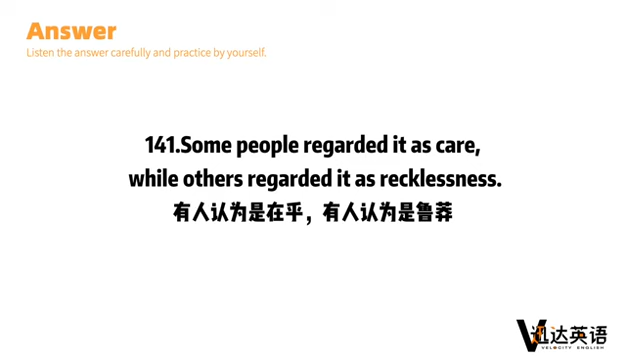 Answer
Listen the answer carefully and practice by yourself.
141.Some people regarded it as care,
while others regarded it as recklessness.
有人认为是在乎，有人认为是鲁莽
V迅达英语
VELOCITY ENGLISH